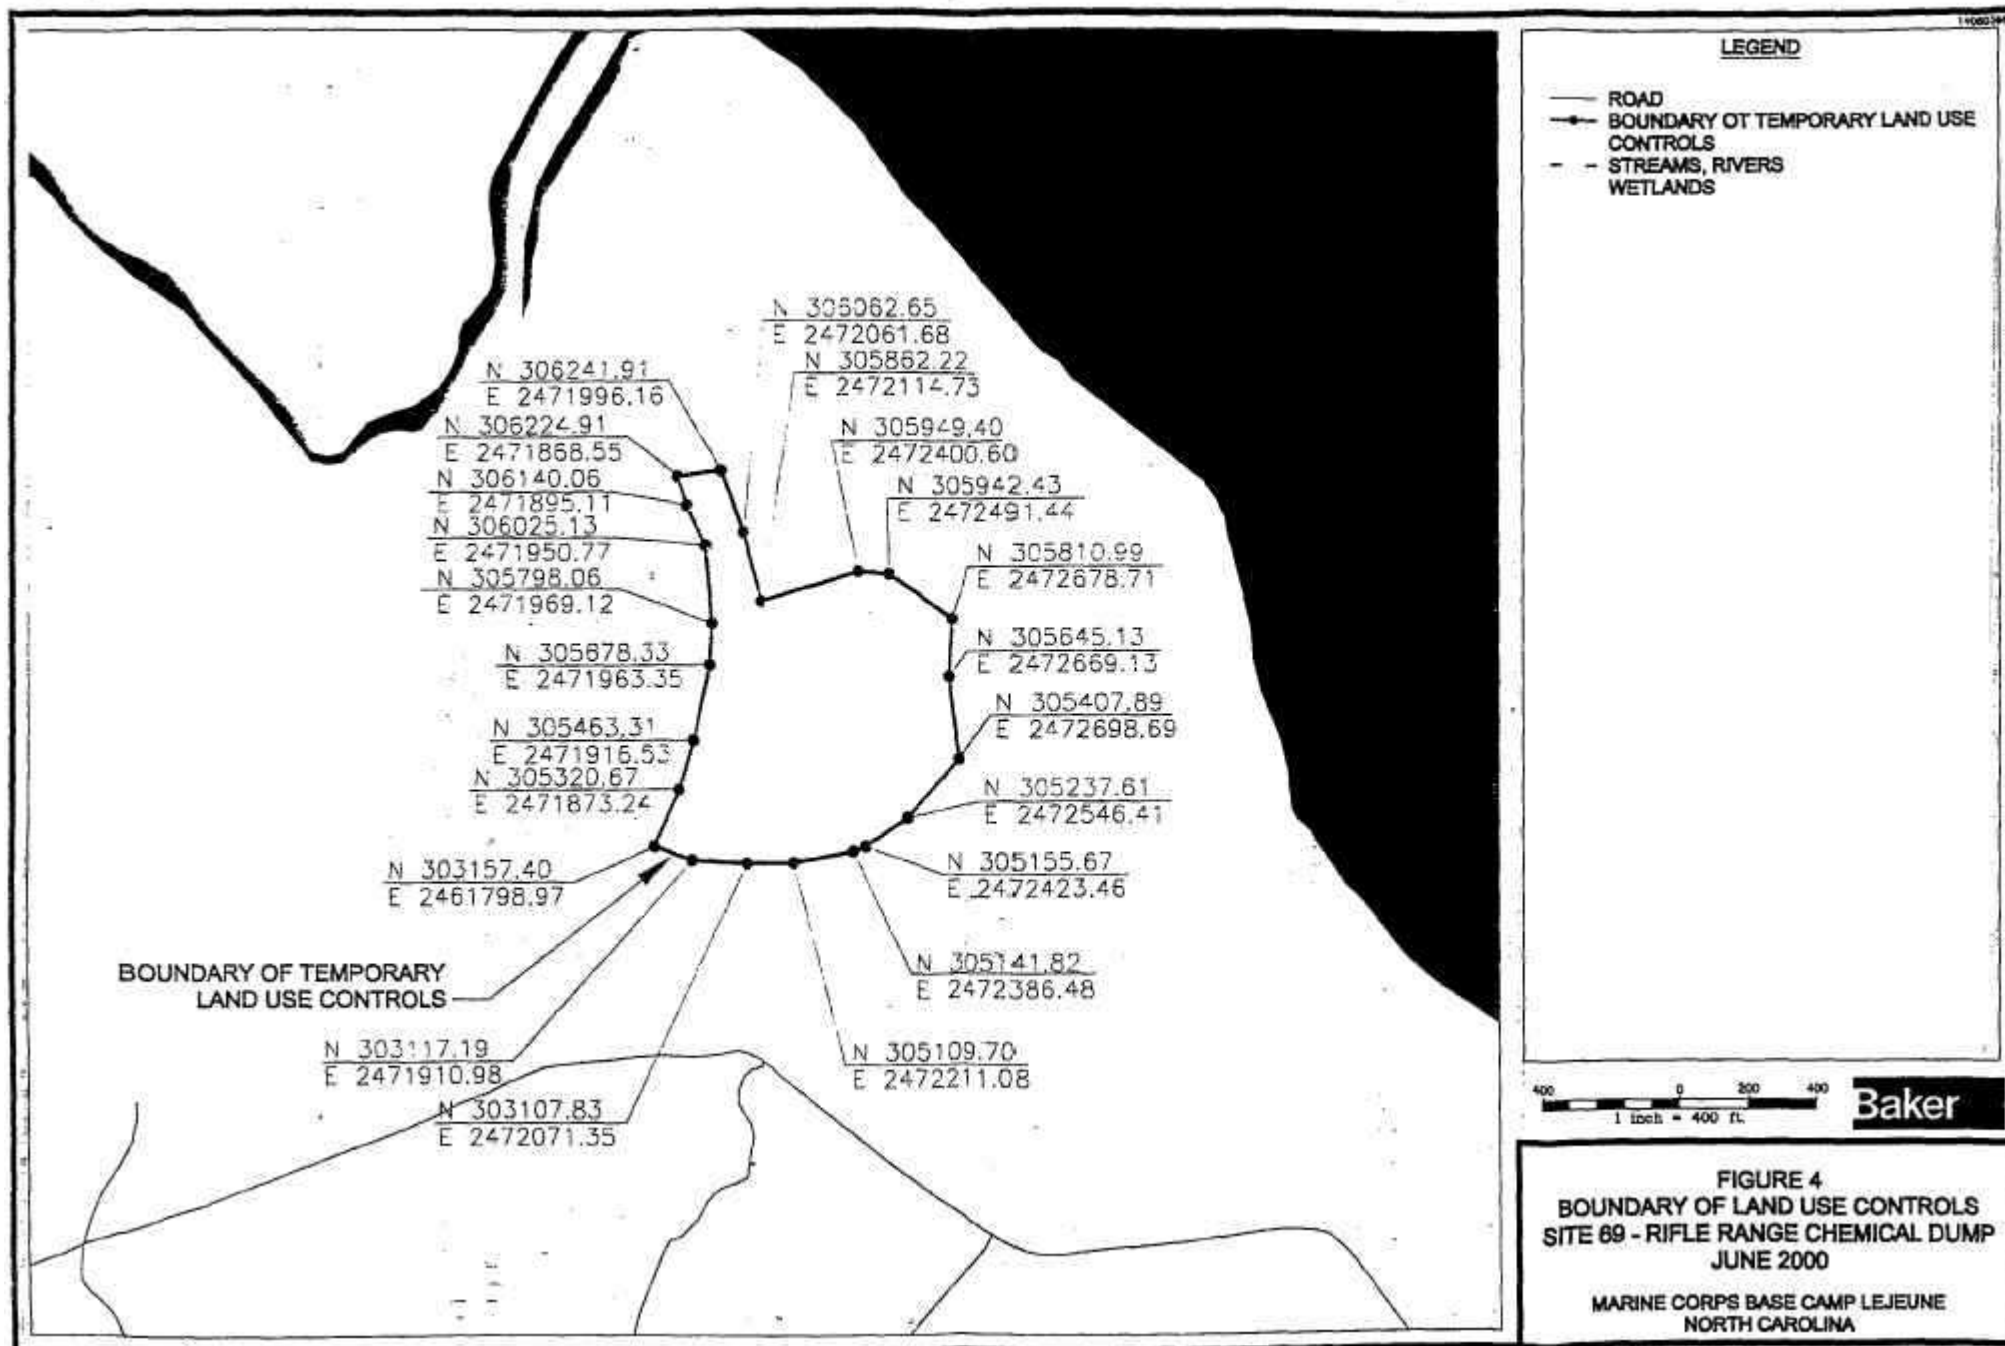 LEGEND
ROAD
BOUNDARY OT TEMPORARY LAND USE
CONTROLS
STREAMS, RIVERS
WETLANDS
N 305062.65
E 2472061.68
N 305862.22
E 2472114.73
N 306241.91
E 2471996.16
N 306224.91
E 2471868.55
N 306140.06
E 2471895.11
N 306025.13
E 2471950.77
N 305798.06
E 2471969.12
N 305678.33
E 2471963.35
N 305463.31
E 2471916.53
N 305320.67
E 2471873.24
N 303157.40
E 2461798.97
N 305949.40
E 2472400.60
N 305942.43
E 2472491.44
N 305810.99
E 2472678.71
N 305645.13
E 2472669.13
N 305407.89
E 2472698.69
N 305237.61
E 2472546.41
N 305155.67
E 2472423.46
N 305141.82
E 2472386.48
N 305109.70
E 2472211.08
BOUNDARY OF TEMPORARY
LAND USE CONTROLS
N 303117.19
E 2471910.98
N 303107.83
E 2472071.35
400 0 200 400
1 inch = 400 ft.
Baker
FIGURE 4
BOUNDARY OF LAND USE CONTROLS
SITE 69 - RIFLE RANGE CHEMICAL DUMP
JUNE 2000
MARINE CORPS BASE CAMP LEJEUNE
NORTH CAROLINA